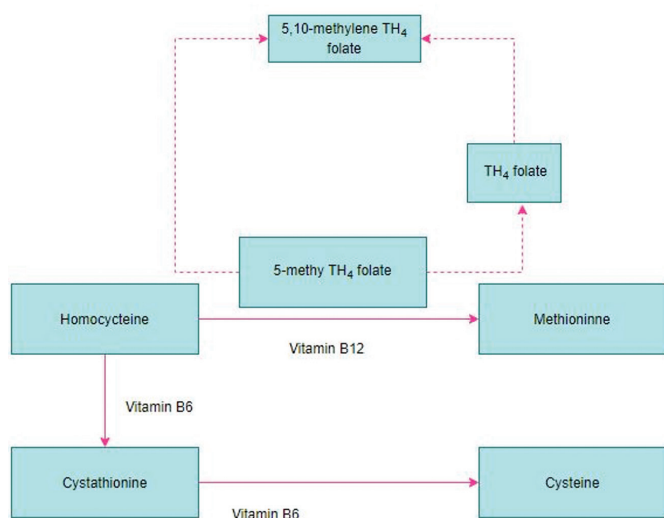 5,10-methylene TH4
folate
TH4 folate
5-methy TH4 folate
Homocyteine
Methioninne
Vitamin B12
Vitamin B6
Cystathionine
Cysteine
Vitamin B6